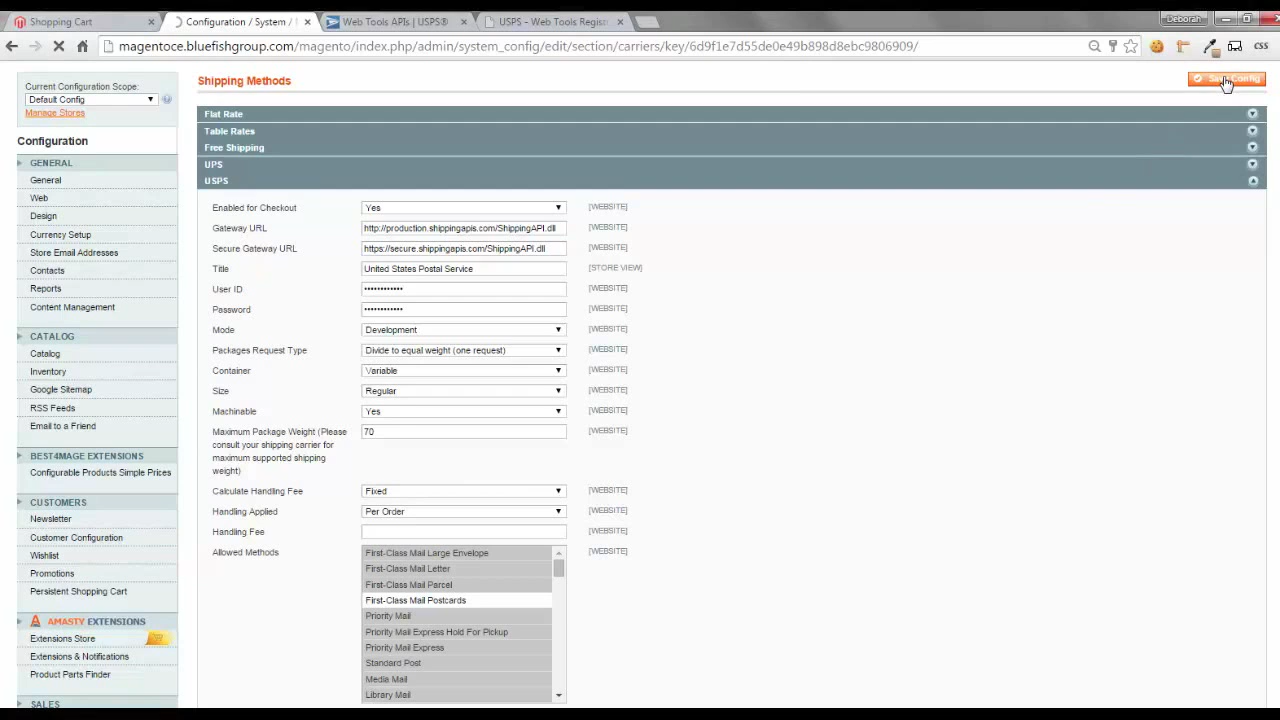 Shopping Cart
Configuration / System /
Web Tools APIs | USPS®
USPS - Web Tools Regist
Deborah
magentoce.bluefishgroup.com/magento/index.php/admin/system_config/edit/section/carriers/key/6d9f1e7d55de0e49b898d8ebc9806909/
CSS
Current Configuration Scope:
Default Config
Manage Stores
Configuration
GENERAL
General
Web
Design
Currency Setup
Store Email Addresses
Contacts
Reports
Content Management
CATALOG
Catalog
Inventory
Google Sitemap
RSS Feeds
Email to a Friend
BEST4MAGE EXTENSIONS
Configurable Products Simple Prices
CUSTOMERS
Newsletter
Customer Configuration
Wishlist
Promotions
Persistent Shopping Cart
AMASTY EXTENSIONS
Extensions Store
Extensions & Notifications
Product Parts Finder
SALES
Shipping Methods
Save Config
Flat Rate
Table Rates
Free Shipping
UPS
USPS
Enabled for Checkout Yes [WEBSITE]
Gateway URL http://production.shippingapis.com/ShippingAPI.dll [WEBSITE]
Secure Gateway URL https://secure.shippingapis.com/ShippingAPI.dll [WEBSITE]
Title United States Postal Service [STORE VIEW]
User ID •••••••••••• [WEBSITE]
Password •••••••••••• [WEBSITE]
Mode Development [WEBSITE]
Packages Request Type Divide to equal weight (one request) [WEBSITE]
Container Variable [WEBSITE]
Size Regular [WEBSITE]
Machinable Yes [WEBSITE]
Maximum Package Weight (Please 70 [WEBSITE]
consult your shipping carrier for
maximum supported shipping
weight)
Calculate Handling Fee Fixed [WEBSITE]
Handling Applied Per Order [WEBSITE]
Handling Fee [WEBSITE]
Allowed Methods First-Class Mail Large Envelope [WEBSITE]
First-Class Mail Letter
First-Class Mail Parcel
First-Class Mail Postcards
Priority Mail
Priority Mail Express Hold For Pickup
Priority Mail Express
Standard Post
Media Mail
Library Mail